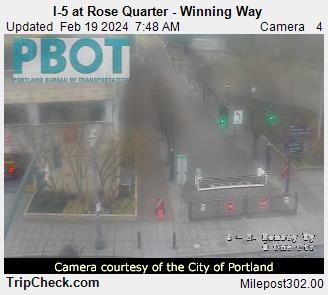 I-5 at Rose Quarter - Winning Way
Updated Feb 19 2024 7:48 AM Camera 4
PBOT
PORTLAND BUREAU OF TRANSPORTATION
Camera courtesy of the City of Portland
TripCheck.com Milepost302.00